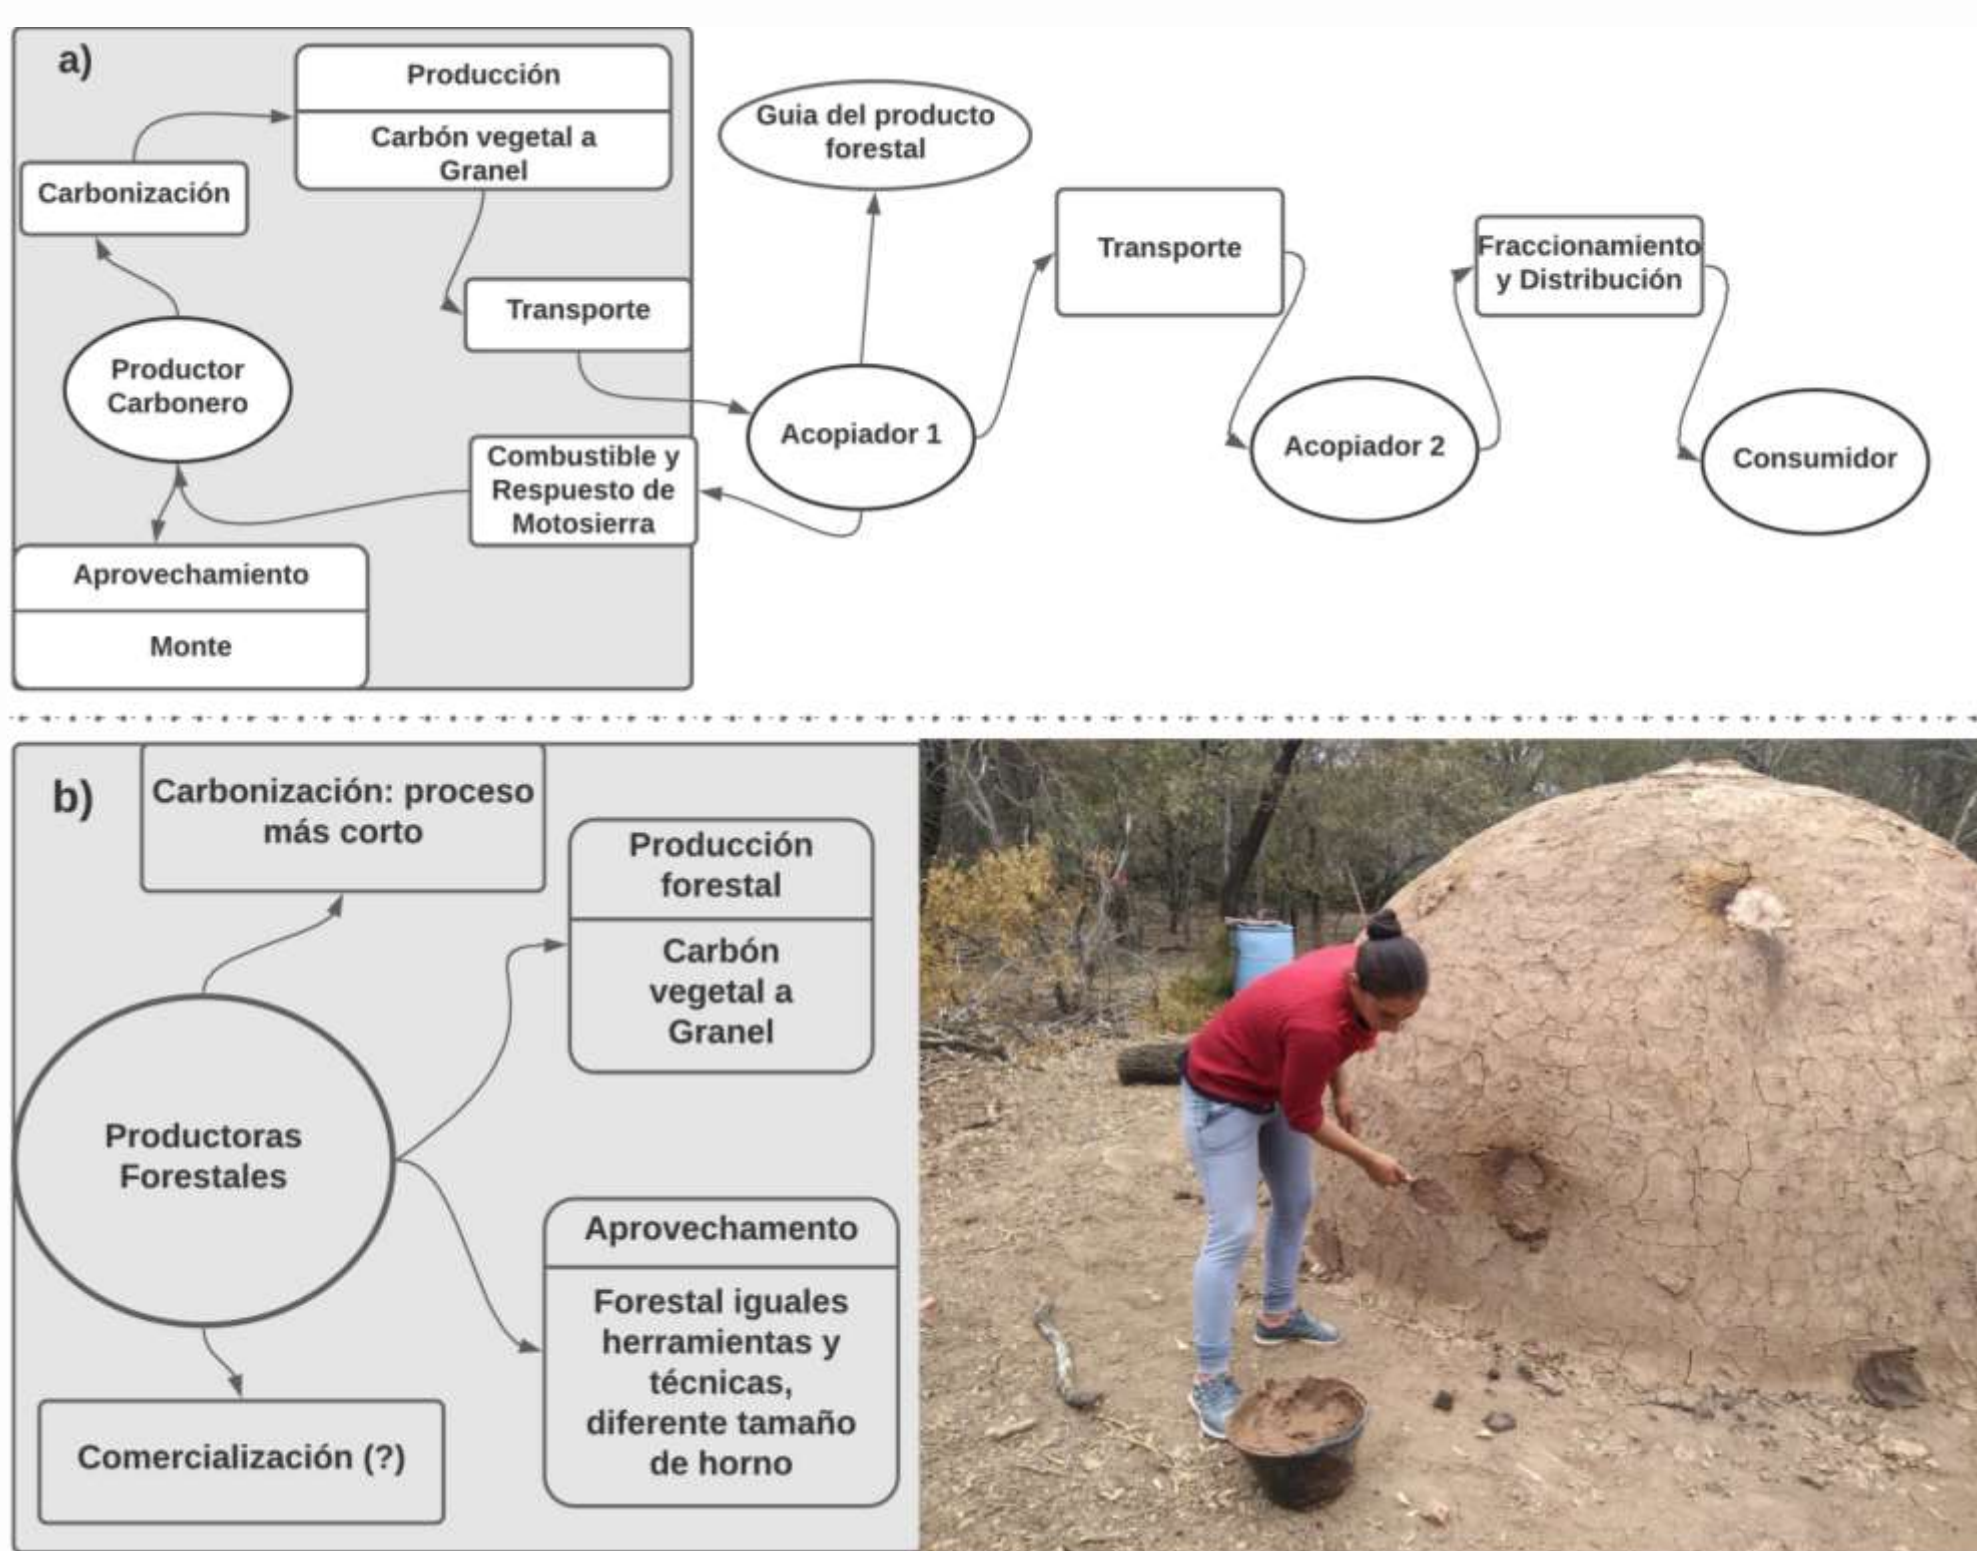 a)
Producción
Carbón vegetal a
Granel
Carbonización
Transporte
Productor
Carbonero
Combustible y
Respuesto de
Motosierra
Aprovechamiento
Monte
Guia del producto
forestal
Acopiador 1
Transporte
Acopiador 2
Fraccionamiento
y Distribución
Consumidor
b)
Carbonización: proceso
más corto
Producción
forestal
Carbón
vegetal a
Granel
Productoras
Forestales
Aprovechamento
Forestal iguales
herramientas y
técnicas,
diferente tamaño
de horno
Comercialización (?)